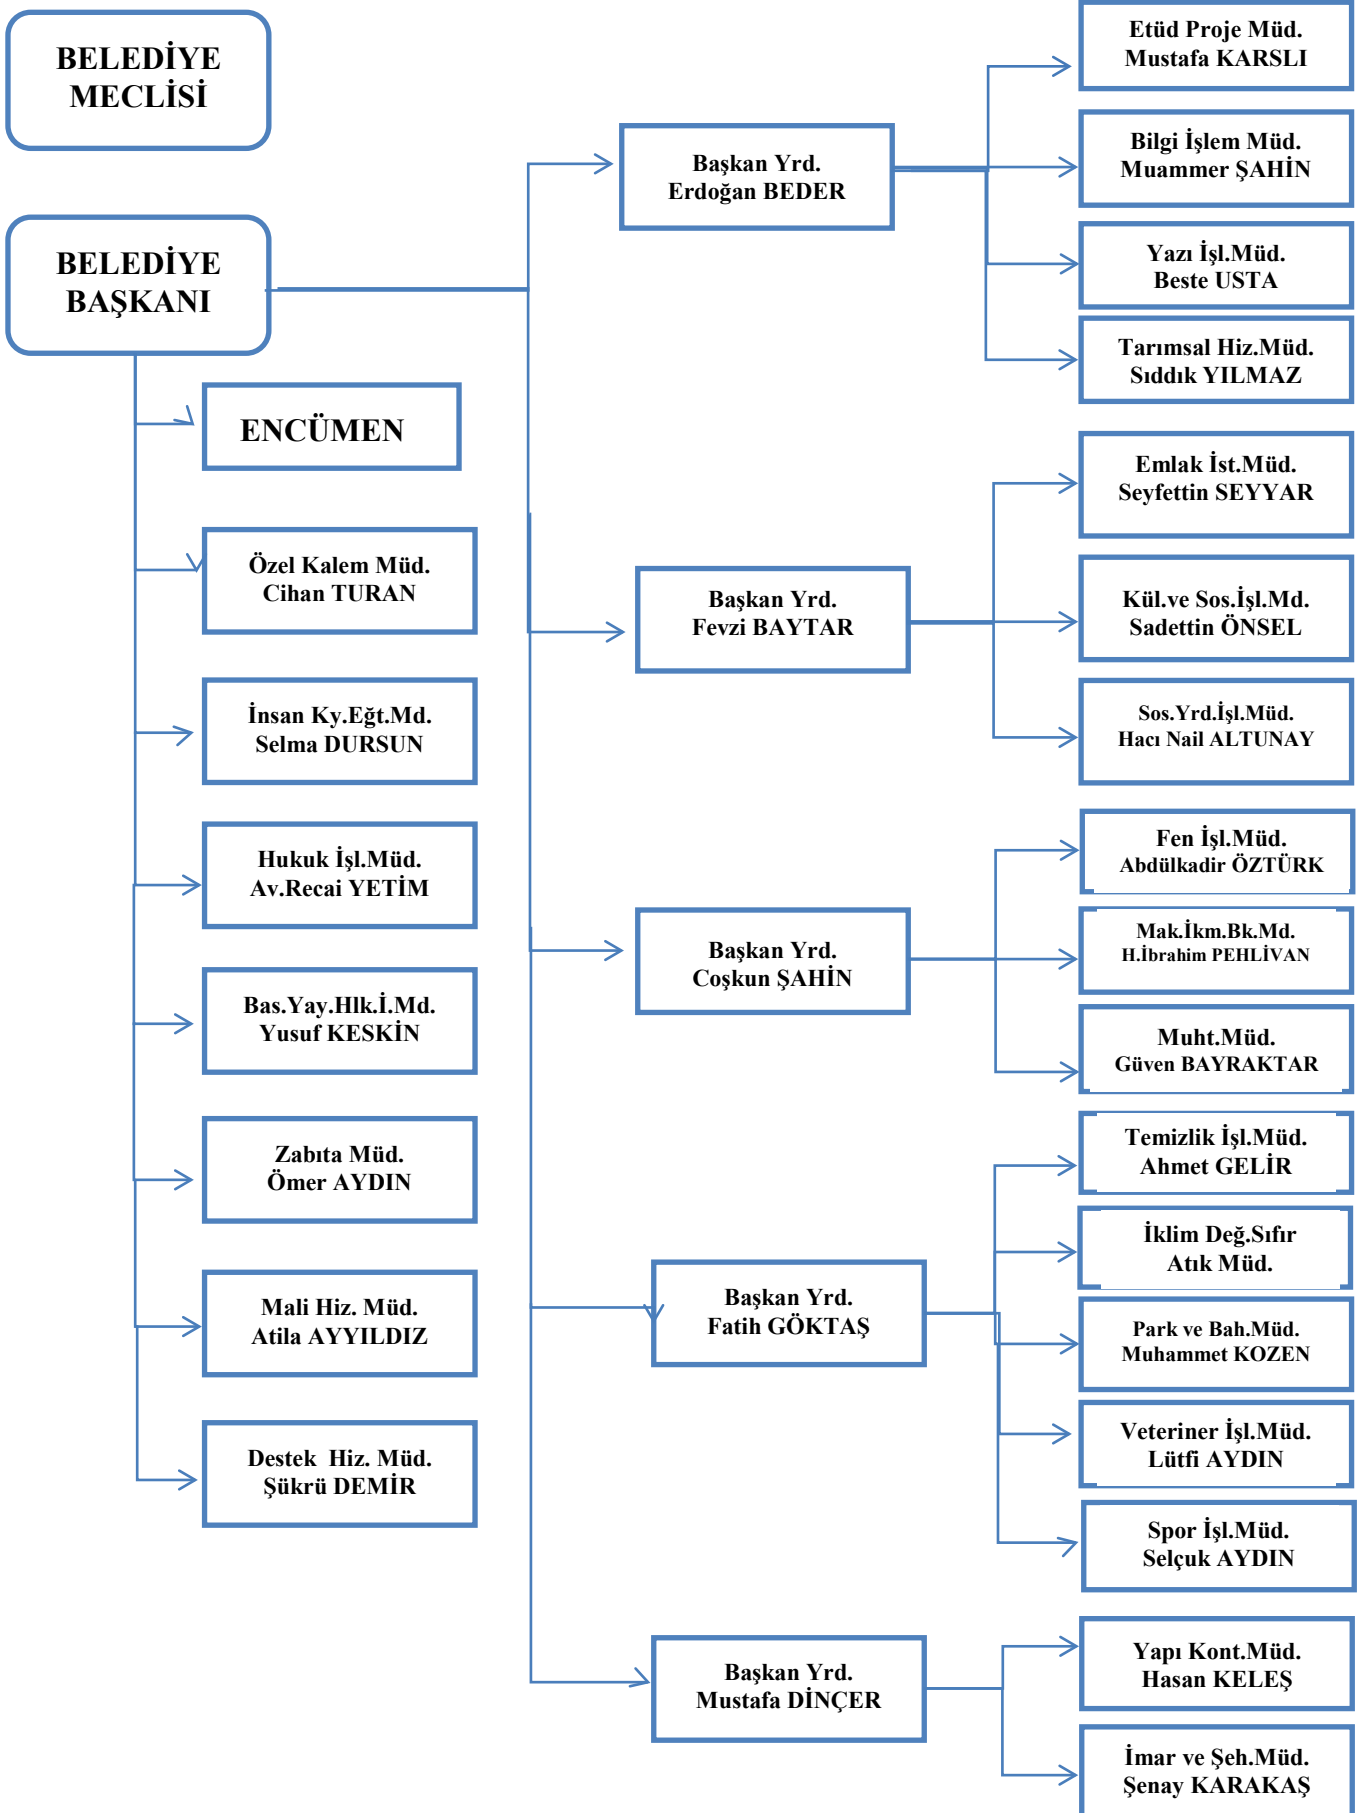 BELEDİYE
MECLİSİ
BELEDİYE
BAŞKANI
ENCÜMEN
Özel Kalem Müd.
Cihan TURAN
İnsan Ky.Eğt.Md.
Selma DURSUN
Hukuk İşl.Müd.
Av.Recai YETİM
Bas.Yay.Hlk.İ.Md.
Yusuf KESKİN
Zabıta Müd.
Ömer AYDIN
Mali Hiz. Müd.
Atila AYYILDIZ
Destek  Hiz. Müd.
Şükrü DEMİR
Başkan Yrd.
Erdoğan BEDER
Etüd Proje Müd.
Mustafa KARSLI
Bilgi İşlem Müd.
Muammer ŞAHİN
Yazı İşl.Müd.
Beste USTA
Tarımsal Hiz.Müd.
Sıddık YILMAZ
Başkan Yrd.
Fevzi BAYTAR
Emlak İst.Müd.
Seyfettin SEYYAR
Kül.ve Sos.İşl.Md.
Sadettin ÖNSEL
Sos.Yrd.İşl.Müd.
Hacı Nail ALTUNAY
Başkan Yrd.
Coşkun ŞAHİN
Fen İşl.Müd.
Abdülkadir ÖZTÜRK
Mak.İkm.Bk.Md.
H.İbrahim PEHLİVAN
Muht.Müd.
Güven BAYRAKTAR
Başkan Yrd.
Fatih GÖKTAŞ
Temizlik İşl.Müd.
Ahmet GELİR
İklim Değ.Sıfır
Atık Müd.
Park ve Bah.Müd.
Muhammet KOZEN
Veteriner İşl.Müd.
Lütfi AYDIN
Spor İşl.Müd.
Selçuk AYDIN
Başkan Yrd.
Mustafa DİNÇER
Yapı Kont.Müd.
Hasan KELEŞ
İmar ve Şeh.Müd.
Şenay KARAKAŞ